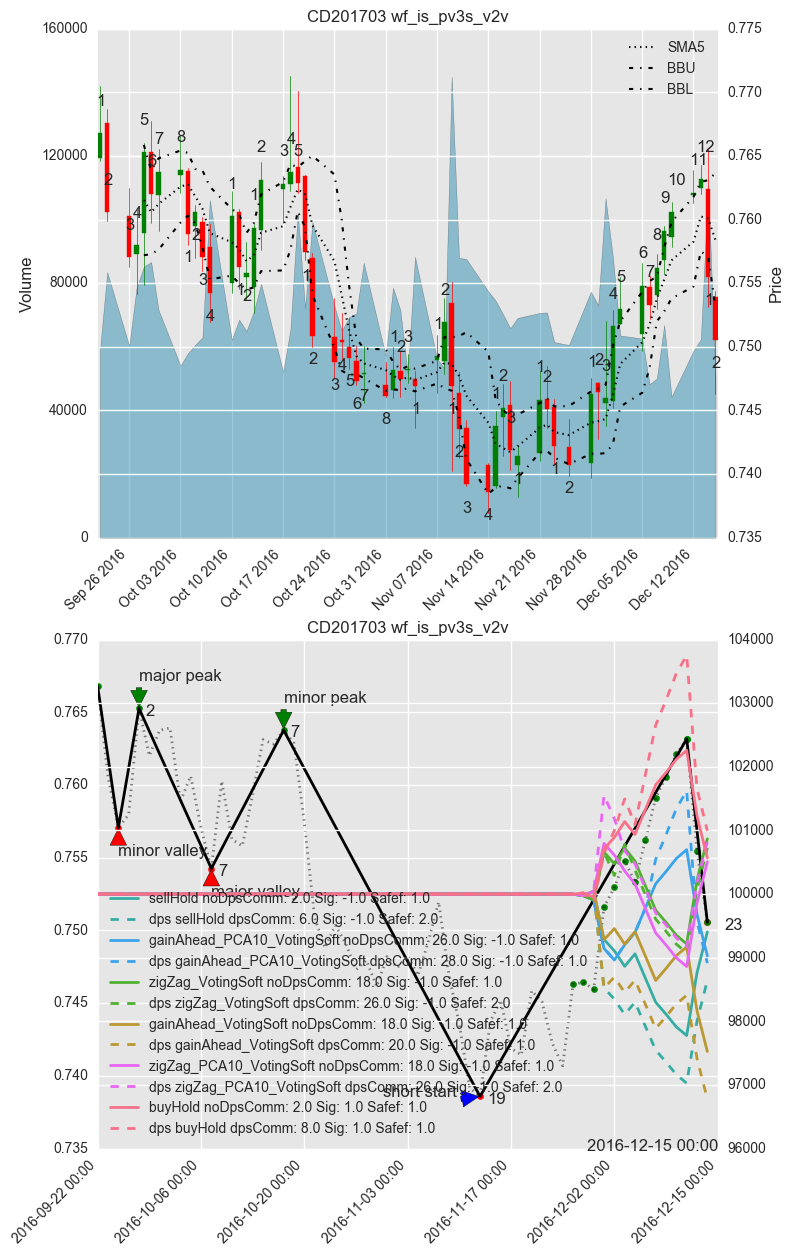 CD201703 wf_is_pv3s_v2v
160000
120000
80000
40000
0
Volume
0.775
0.770
0.765
0.760
0.755
0.750
0.745
0.740
0.735
Price
SMA5
BBU
BBL
Sep 26 2016
Oct 03 2016
Oct 10 2016
Oct 17 2016
Oct 24 2016
Oct 31 2016
Nov 07 2016
Nov 14 2016
Nov 21 2016
Nov 28 2016
Dec 05 2016
Dec 12 2016
CD201703 wf_is_pv3s_v2v
0.770
0.765
0.760
0.755
0.750
0.745
0.740
0.735
104000
103000
102000
101000
100000
99000
98000
97000
96000
major peak
2
minor peak
7
minor valley
7
major valley
23
short start
19
sellHold noDpsComm: 2.0 Sig: -1.0 Safef: 1.0
dps sellHold dpsComm: 6.0 Sig: -1.0 Safef: 2.0
gainAhead_PCA10_VotingSoft noDpsComm: 26.0 Sig: -1.0 Safef: 1.0
dps gainAhead_PCA10_VotingSoft dpsComm: 28.0 Sig: -1.0 Safef: 1.0
zigZag_VotingSoft noDpsComm: 18.0 Sig: -1.0 Safef: 1.0
dps zigZag_VotingSoft dpsComm: 26.0 Sig: -1.0 Safef: 2.0
gainAhead_VotingSoft noDpsComm: 18.0 Sig: -1.0 Safef: 1.0
dps gainAhead_VotingSoft dpsComm: 20.0 Sig: -1.0 Safef: 1.0
zigZag_PCA10_VotingSoft noDpsComm: 18.0 Sig: -1.0 Safef: 1.0
dps zigZag_PCA10_VotingSoft dpsComm: 26.0 Sig: -1.0 Safef: 2.0
buyHold noDpsComm: 2.0 Sig: 1.0 Safef: 1.0
dps buyHold dpsComm: 8.0 Sig: 1.0 Safef: 1.0
2016-12-15 00:00
2016-09-22 00:00
2016-10-06 00:00
2016-10-20 00:00
2016-11-03 00:00
2016-11-17 00:00
2016-12-02 00:00
2016-12-15 00:00